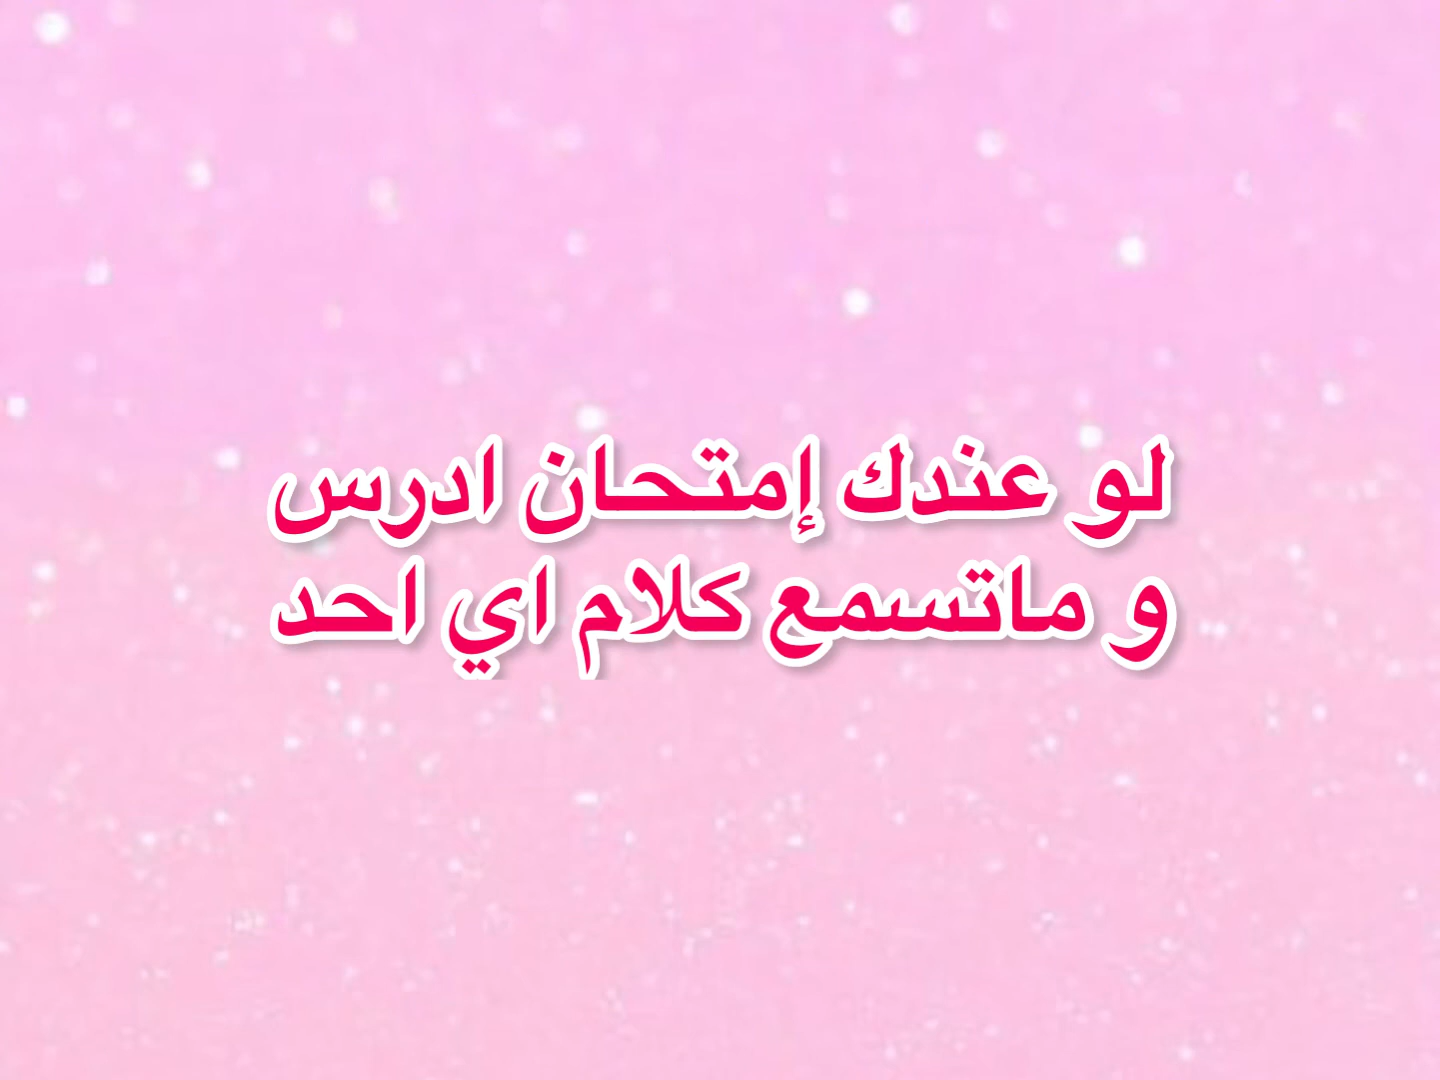 لو عندك إمتحان ادرس
و ماتسمع كلام اي احد